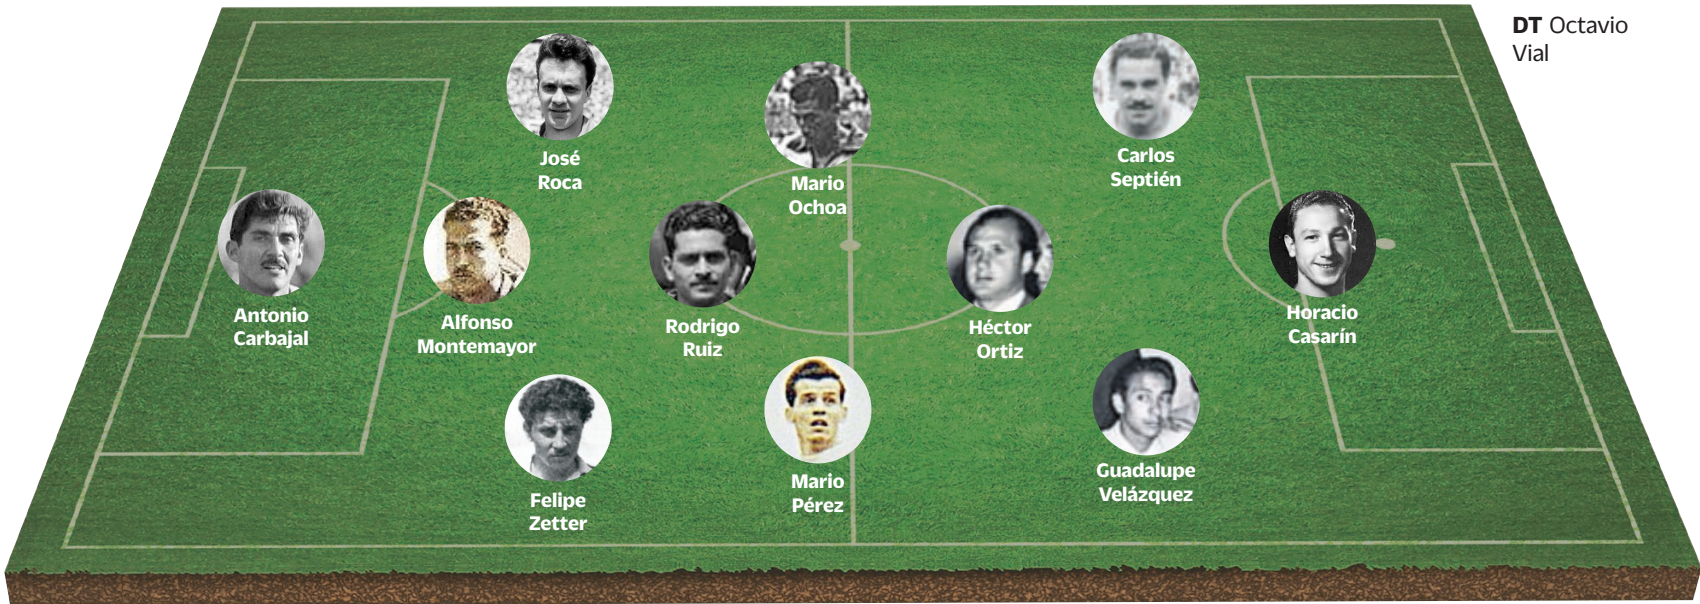 DT Octavio
Vial
José
Roca
Mario
Ochoa
Carlos
Septién
Antonio
Carbajal
Alfonso
Montemayor
Rodrigo
Ruiz
Héctor
Ortiz
Horacio
Casarín
Felipe
Zetter
Mario
Pérez
Guadalupe
Velázquez